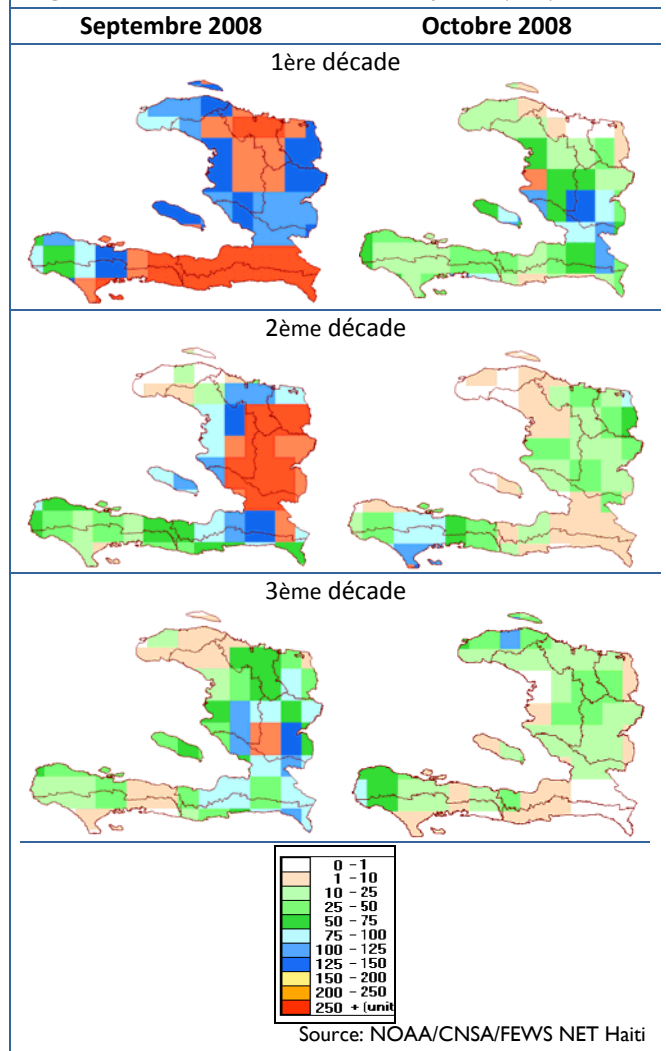 Septembre 2008 Octobre 2008
1ère décade
2ème décade
3ème décade
0 - 1
1 - 10
10 - 25
25 - 50
50 - 75
75 - 100
100 - 125
125 - 150
150 - 200
200 - 250
250 + (unit
Source: NOAA/CNSA/FEWS NET Haiti